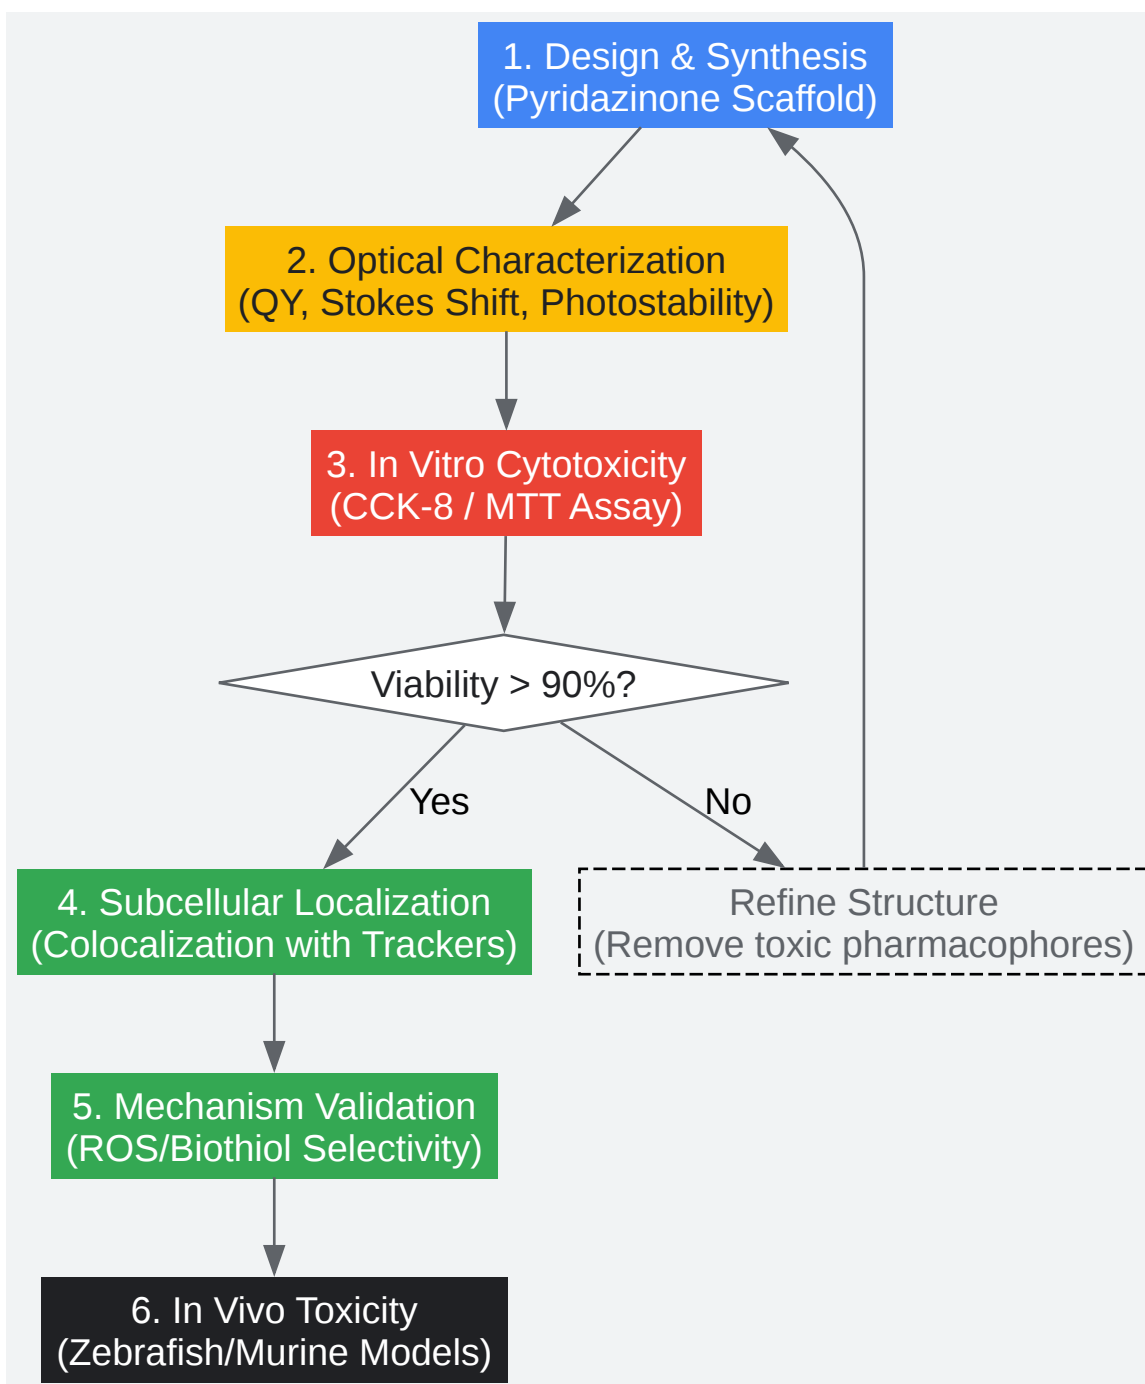 1. Design & Synthesis
(Pyridazinone Scaffold)
2. Optical Characterization
(QY, Stokes Shift, Photostability)
3. In Vitro Cytotoxicity
(CCK-8 / MTT Assay)
Viability > 90%?
Yes
No
4. Subcellular Localization
(Colocalization with Trackers)
Refine Structure
(Remove toxic pharmacophores)
5. Mechanism Validation
(ROS/Biothiol Selectivity)
6. In Vivo Toxicity
(Zebrafish/Murine Models)